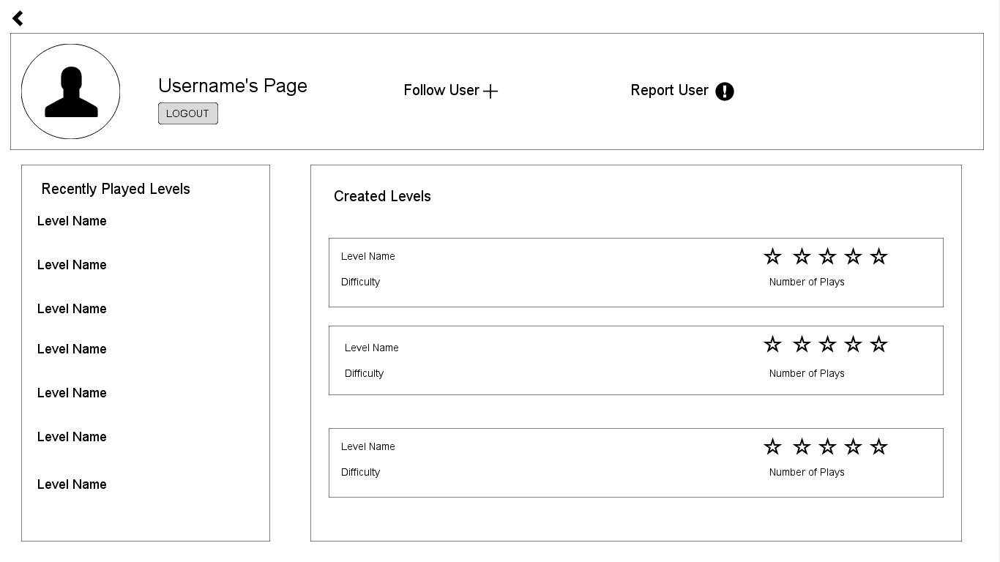 Username's Page
LOGOUT
Follow User
Report User
Recently Played Levels
Level Name
Level Name
Level Name
Level Name
Level Name
Level Name
Level Name
Created Levels
Level Name
Difficulty
Number of Plays
Level Name
Difficulty
Number of Plays
Level Name
Difficulty
Number of Plays